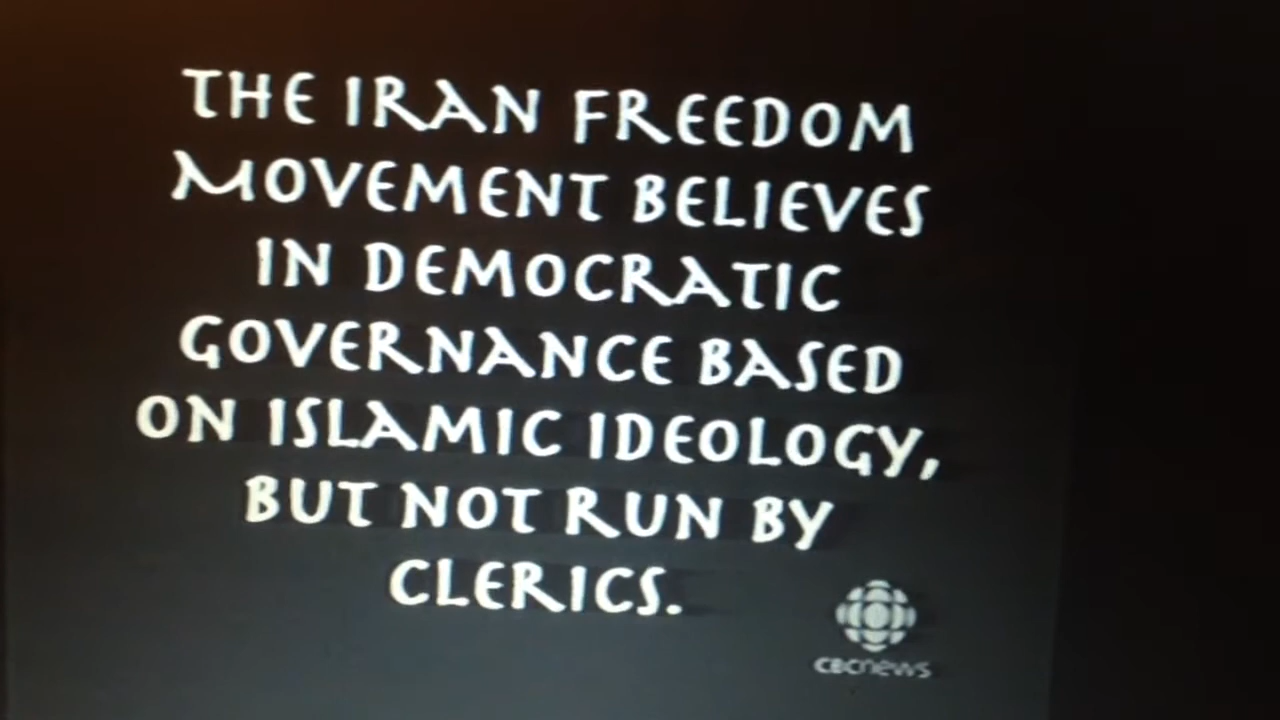 THE IRAN FREEDOM
MOVEMENT BELIEVES
IN DEMOCRATIC
GOVERNANCE BASED
ON ISLAMIC IDEOLOGY,
BUT NOT RUN BY
CLERICS.
CBCnews